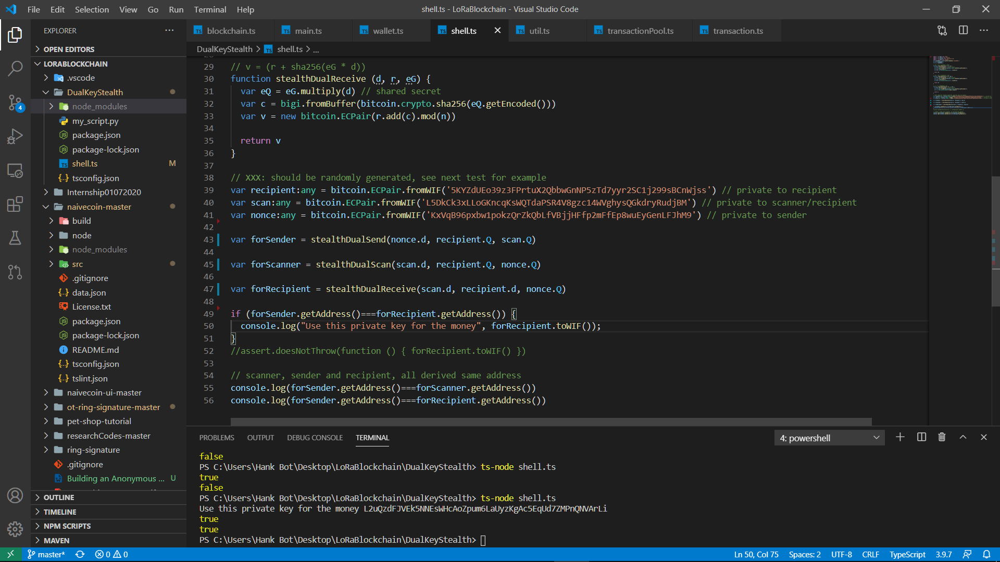 File Edit Selection View Go Run Terminal Help
shell.ts - LoRaBlockchain - Visual Studio Code
EXPLORER
OPEN EDITORS
LORABLOCKCHAIN
.vscode
DualKeyStealth
node_modules
my_script.py
package.json
package-lock.json
shell.ts M
tsconfig.json
Internship01072020
naivecoin-master
build
node
node_modules
src
.gitignore
data.json
License.txt
package.json
package-lock.json
README.md
tsconfig.json
tslint.json
naivecoin-ui-master
ot-ring-signature-master
pet-shop-tutorial
researchCodes-master
ring-signature
.gitignore
Building an Anonymous ... U
OUTLINE
TIMELINE
NPM SCRIPTS
MAVEN
4
blockchain.ts main.ts wallet.ts shell.ts util.ts transactionPool.ts transaction.ts
DualKeyStealth > shell.ts > ...
29 // v = (r + sha256(eG * d))
30 function stealthDualReceive (d, r, eG) {
31 var eQ = eG.multiply(d) // shared secret
32 var c = bigi.fromBuffer(bitcoin.crypto.sha256(eQ.getEncoded()))
33 var v = new bitcoin.ECPair(r.add(c).mod(n))
34
35 return v
36 }
37
38 // XXX: should be randomly generated, see next test for example
39 var recipient:any = bitcoin.ECPair.fromWIF('5KYZdUEo39z3FPrtuX2QbbwGnNP5zTd7yyr2SC1j299sBCnWjss') // private to recipient
40 var scan:any = bitcoin.ECPair.fromWIF('L5DkCk3xLLoGKncqKsWQTdaPSR4V8gzc14WVghysQGkdryRudjBM') // private to scanner/recipient
41 var nonce:any = bitcoin.ECPair.fromWIF('KxVqB96pxbw1pokzQrZkQbLfVBjjHFfp2mFfEp8wuEyGenLFJhM9') // private to sender
42
43 var forSender = stealthDualSend(nonce.d, recipient.Q, scan.Q)
44
45 var forScanner = stealthDualScan(scan.d, recipient.Q, nonce.Q)
46
47 var forRecipient = stealthDualReceive(scan.d, recipient.d, nonce.Q)
48
49 if (forSender.getAddress()===forRecipient.getAddress()) {
50 console.log("Use this private key for the money", forRecipient.toWIF());
51 }
52 //assert.doesNotThrow(function () { forRecipient.toWIF() })
53
54 // scanner, sender and recipient, all derived same address
55 console.log(forSender.getAddress()===forScanner.getAddress())
56 console.log(forSender.getAddress()===forRecipient.getAddress())
PROBLEMS OUTPUT DEBUG CONSOLE TERMINAL
4: powershell
false
PS C:\Users\Hank Bot\Desktop\LoRaBlockchain\DualKeyStealth> ts-node shell.ts
true
false
PS C:\Users\Hank Bot\Desktop\LoRaBlockchain\DualKeyStealth> ts-node shell.ts
Use this private key for the money L2uQzdFJVEk5NNEsWHcAoZpum6LaUyzKgAc5EqUd7ZMPnQNVArLi
true
true
PS C:\Users\Hank Bot\Desktop\LoRaBlockchain\DualKeyStealth>
master* 0 0
Ln 50, Col 75 Spaces: 2 UTF-8 CRLF TypeScript 3.9.7